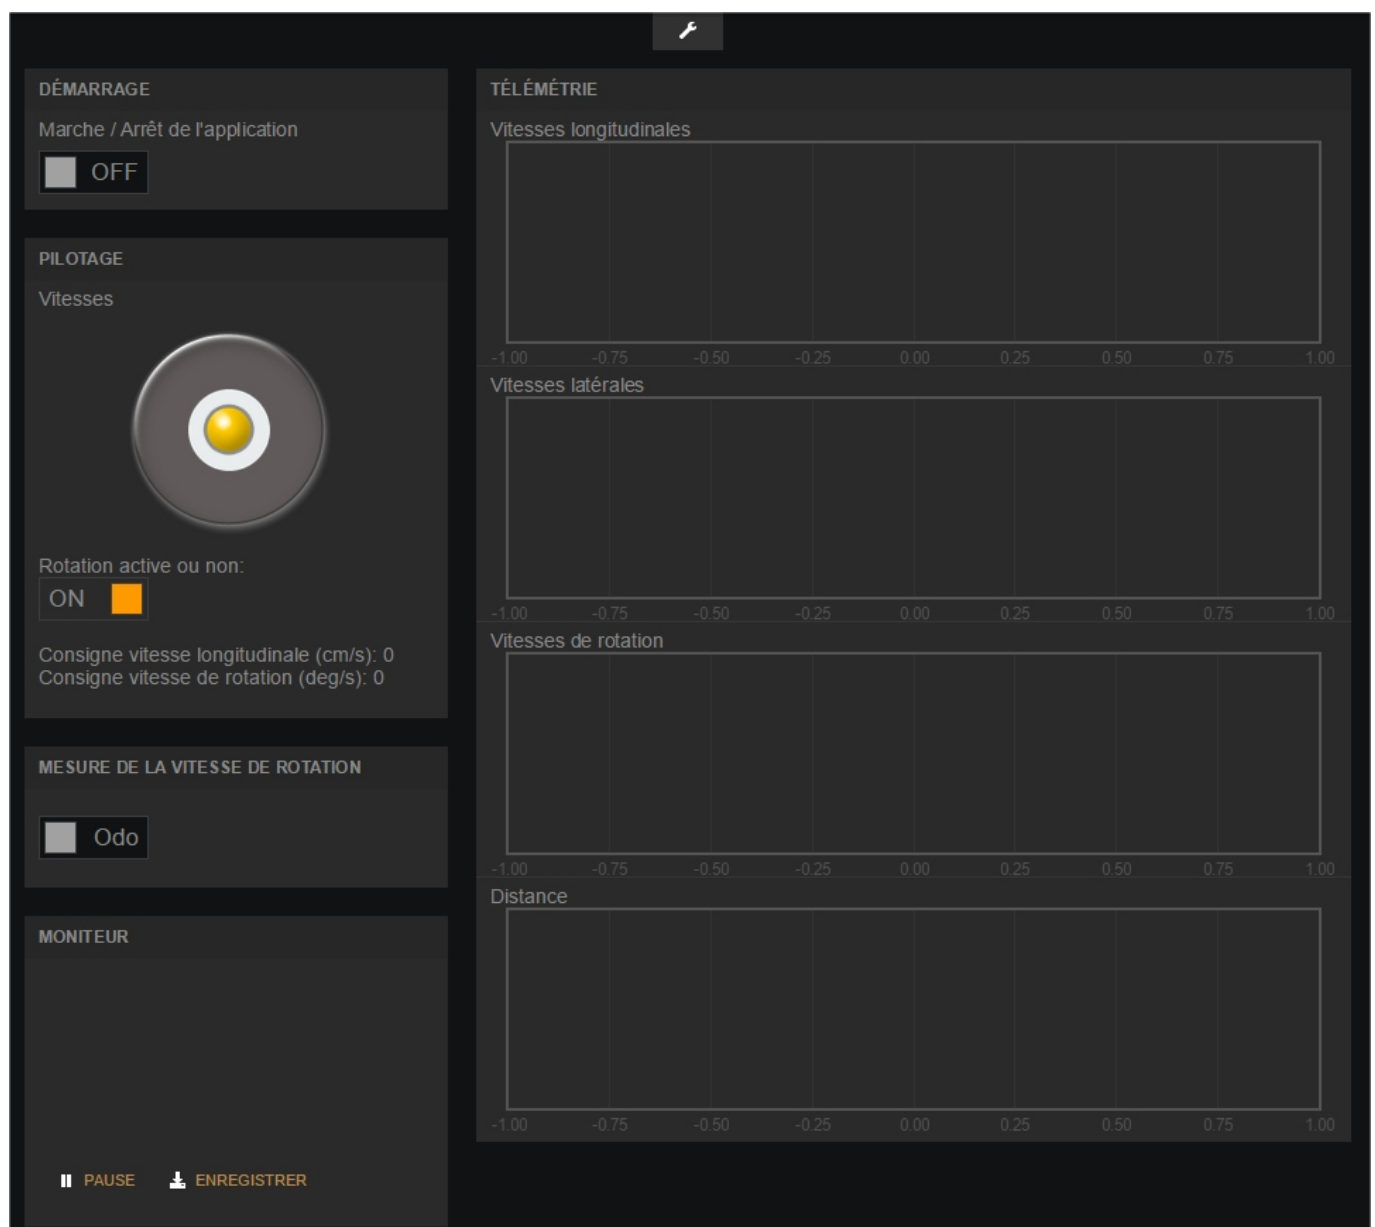 DÉMARRAGE
Marche / Arrêt de l'application
OFF
PILOTAGE
Vitesses
Rotation active ou non:
ON
Consigne vitesse longitudinale (cm/s): 0
Consigne vitesse de rotation (deg/s): 0
MESURE DE LA VITESSE DE ROTATION
Odo
MONITEUR
PAUSE ENREGISTRER
TÉLÉMÉTRIE
Vitesses longitudinales
-1.00 -0.75 -0.50 -0.25 0.00 0.25 0.50 0.75 1.00
Vitesses latérales
-1.00 -0.75 -0.50 -0.25 0.00 0.25 0.50 0.75 1.00
Vitesses de rotation
-1.00 -0.75 -0.50 -0.25 0.00 0.25 0.50 0.75 1.00
Distance
-1.00 -0.75 -0.50 -0.25 0.00 0.25 0.50 0.75 1.00